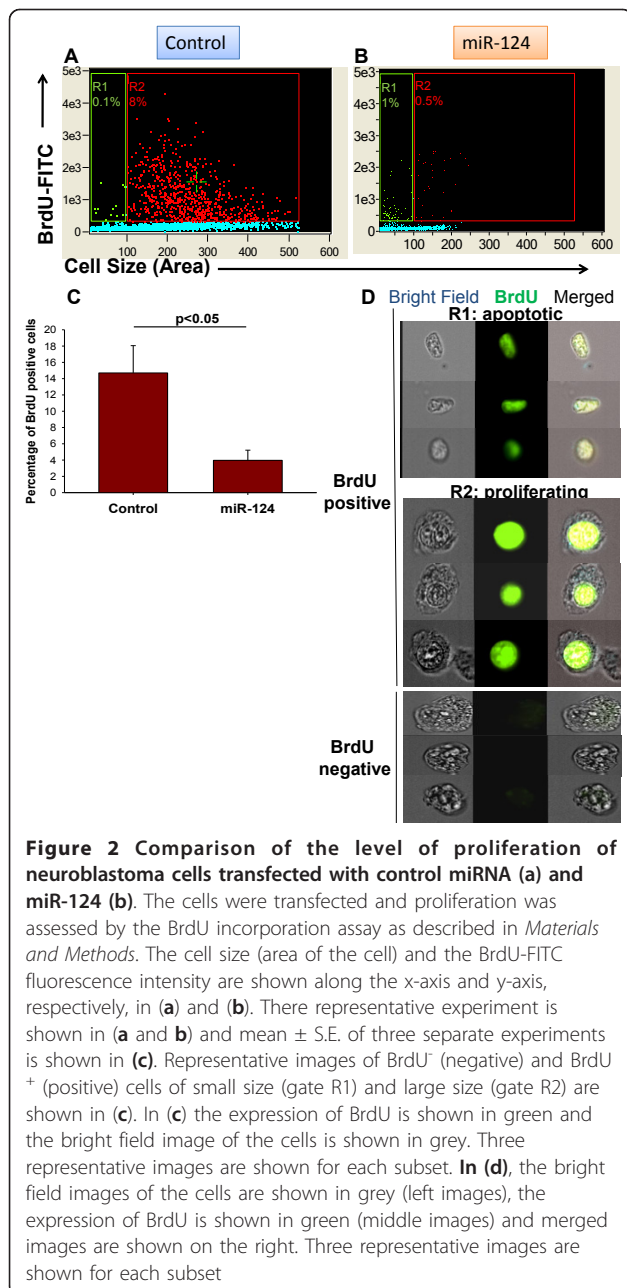 Control
miR-124
A
B
BrdU-FITC
5e3
4e3
3e3
2e3
1e3
0
R1
0.1%
R2
8%
100 200 300 400 500 600
5e3
4e3
3e3
2e3
1e3
0
R1
1%
R2
0.5%
100 200 300 400 500 600
Cell Size (Area)
C
p<0.05
Percentage of BrdU positive cells
20
18
16
14
12
10
8
6
4
2
0
Control
miR-124
D
Bright Field BrdU Merged
R1: apoptotic
BrdU
positive
R2: proliferating
BrdU
negative
Figure 2 Comparison of the level of proliferation of
neuroblastoma cells transfected with control miRNA (a) and
miR-124 (b). The cells were transfected and proliferation was
assessed by the BrdU incorporation assay as described in Materials
and Methods. The cell size (area of the cell) and the BrdU-FITC
fluorescence intensity are shown along the x-axis and y-axis,
respectively, in (a) and (b). There representative experiment is
shown in (a and b) and mean ± S.E. of three separate experiments
is shown in (c). Representative images of BrdU⁻ (negative) and BrdU
⁺ (positive) cells of small size (gate R1) and large size (gate R2) are
shown in (c). In (c) the expression of BrdU is shown in green and
the bright field image of the cells is shown in grey. Three
representative images are shown for each subset. In (d), the bright
field images of the cells are shown in grey (left images), the
expression of BrdU is shown in green (middle images) and merged
images are shown on the right. Three representative images are
shown for each subset